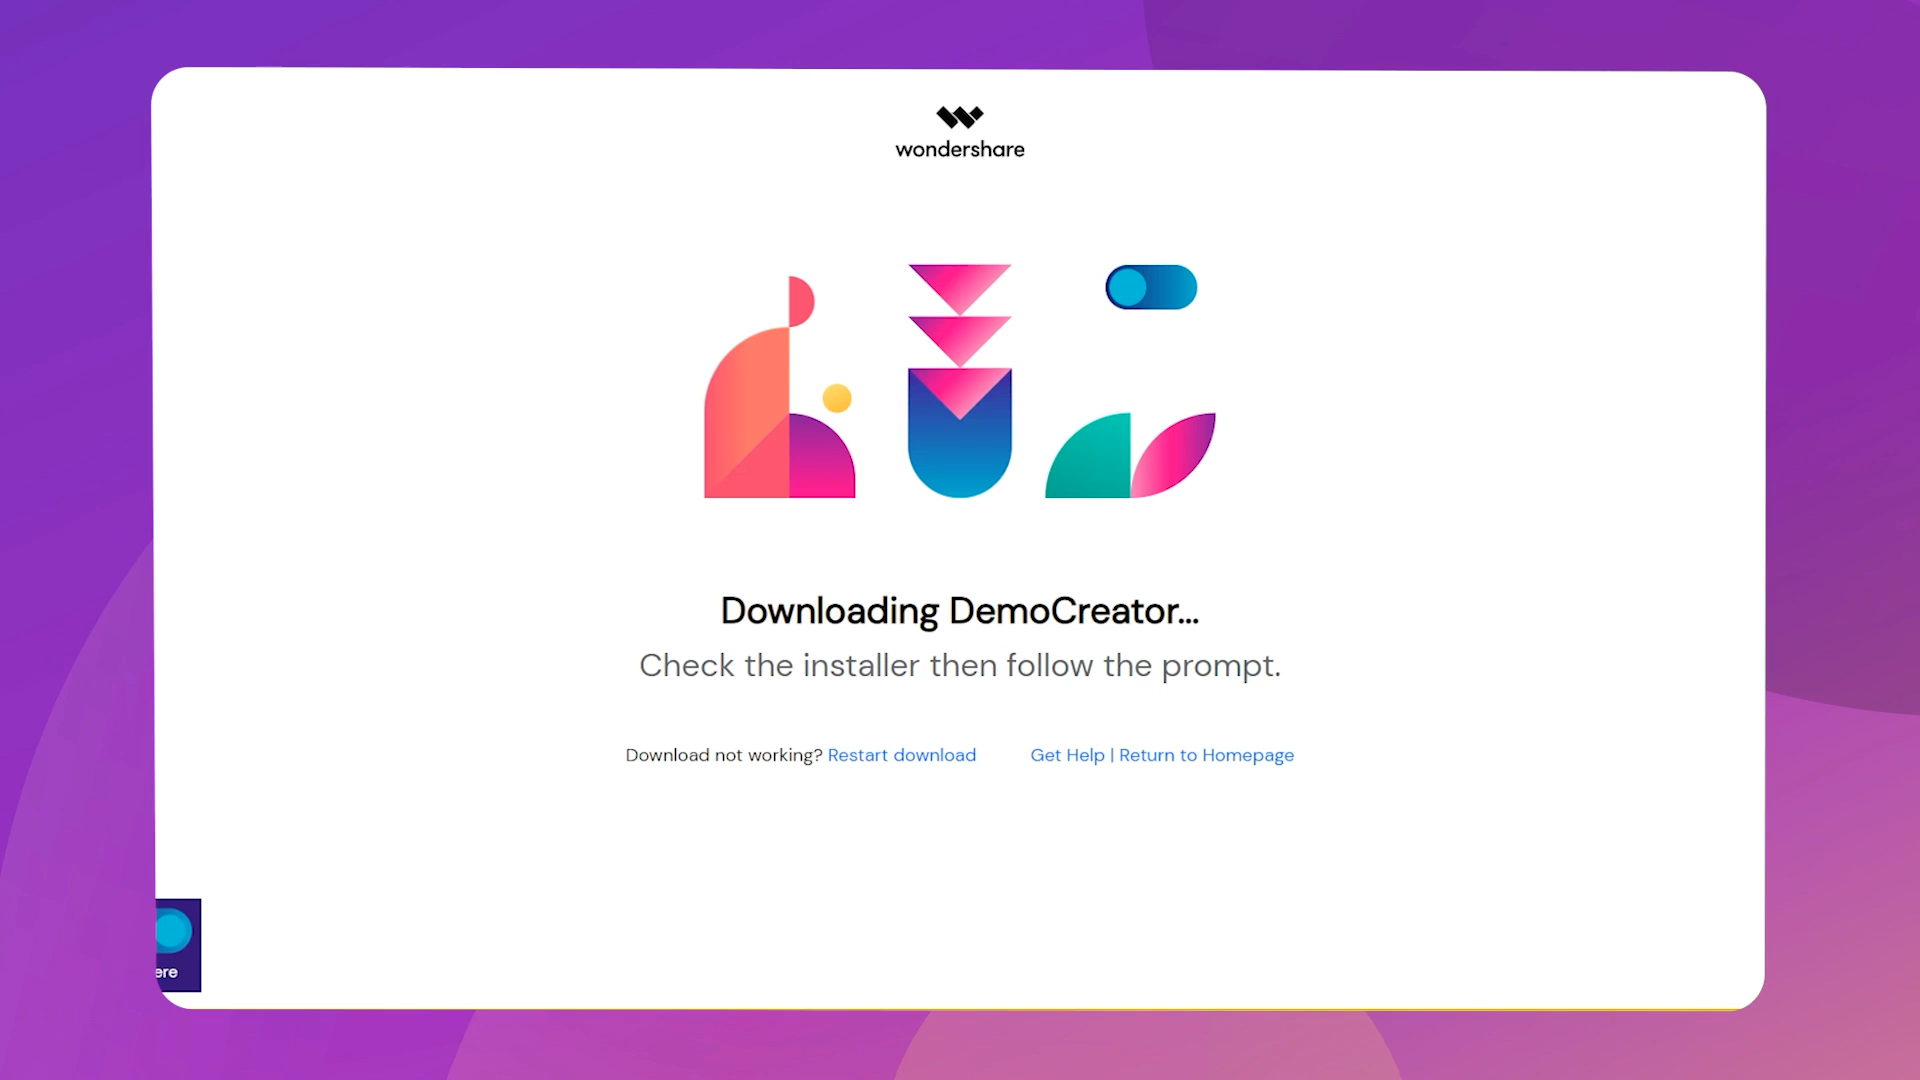 wondershare
Downloading DemoCreator...
Check the installer then follow the prompt.
Download not working? Restart download
Get Help | Return to Homepage
ere